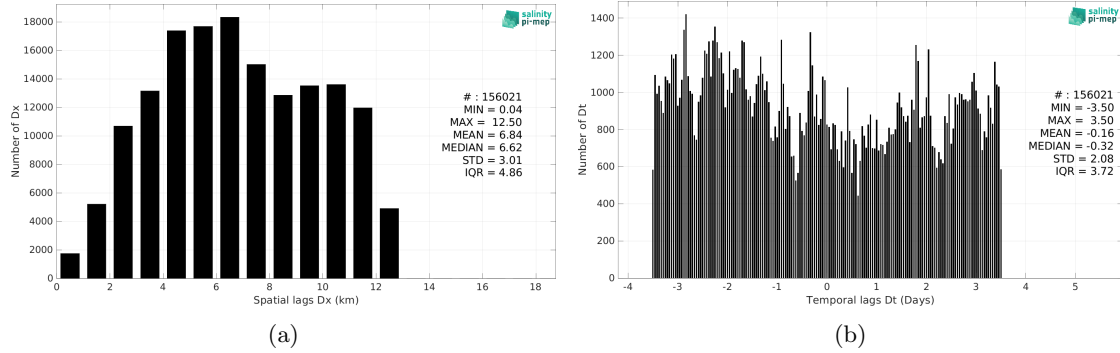 18000
16000
14000
12000
10000
8000
6000
4000
2000
0
Number of Dx
0 2 4 6 8 10 12 14 16 18
Spatial lags Dx (km)
salinity
pi-mep
# : 156021
MIN = 0.04
MAX = 12.50
MEAN = 6.84
MEDIAN = 6.62
STD = 3.01
IQR = 4.86
(a)
1400
1200
1000
800
600
400
200
0
Number of Dt
-4 -3 -2 -1 0 1 2 3 4 5
Temporal lags Dt (Days)
salinity
pi-mep
# : 156021
MIN = -3.50
MAX = 3.50
MEAN = -0.16
MEDIAN = -0.32
STD = 2.08
IQR = 3.72
(b)